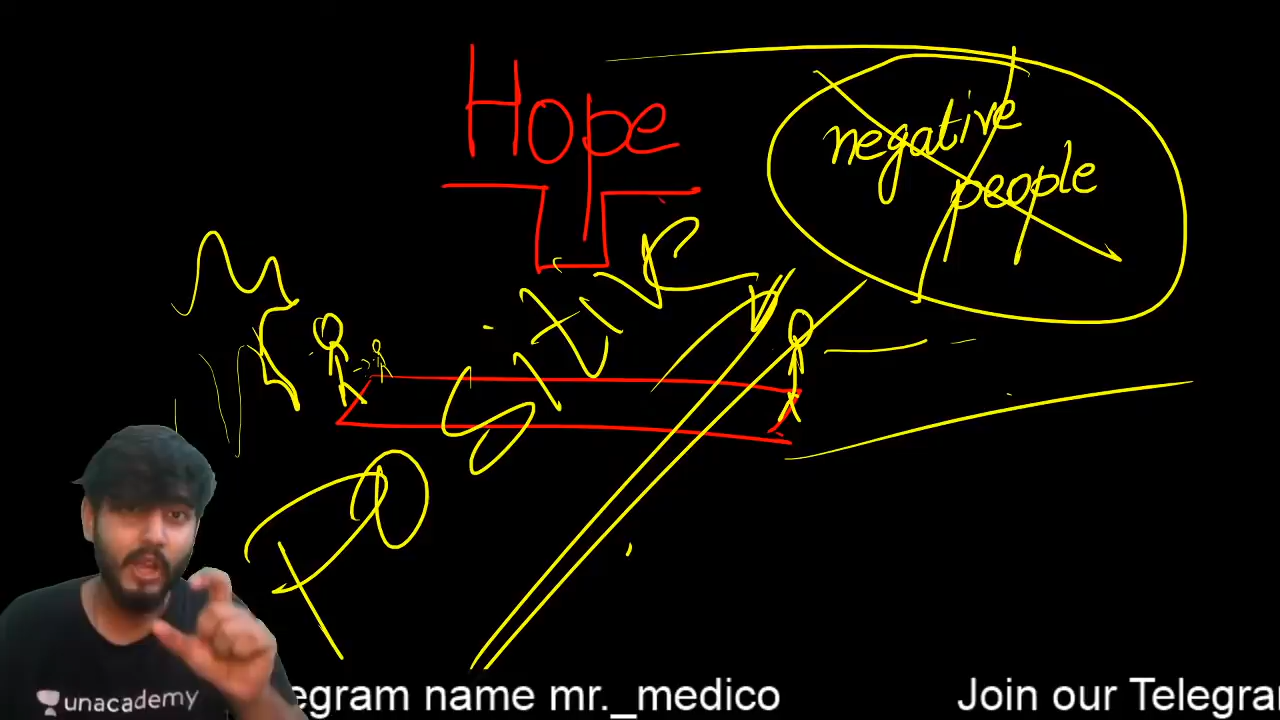 Hope
negative
people
POSITIVE
unacademy
egram name mr._medico
Join our Telegra